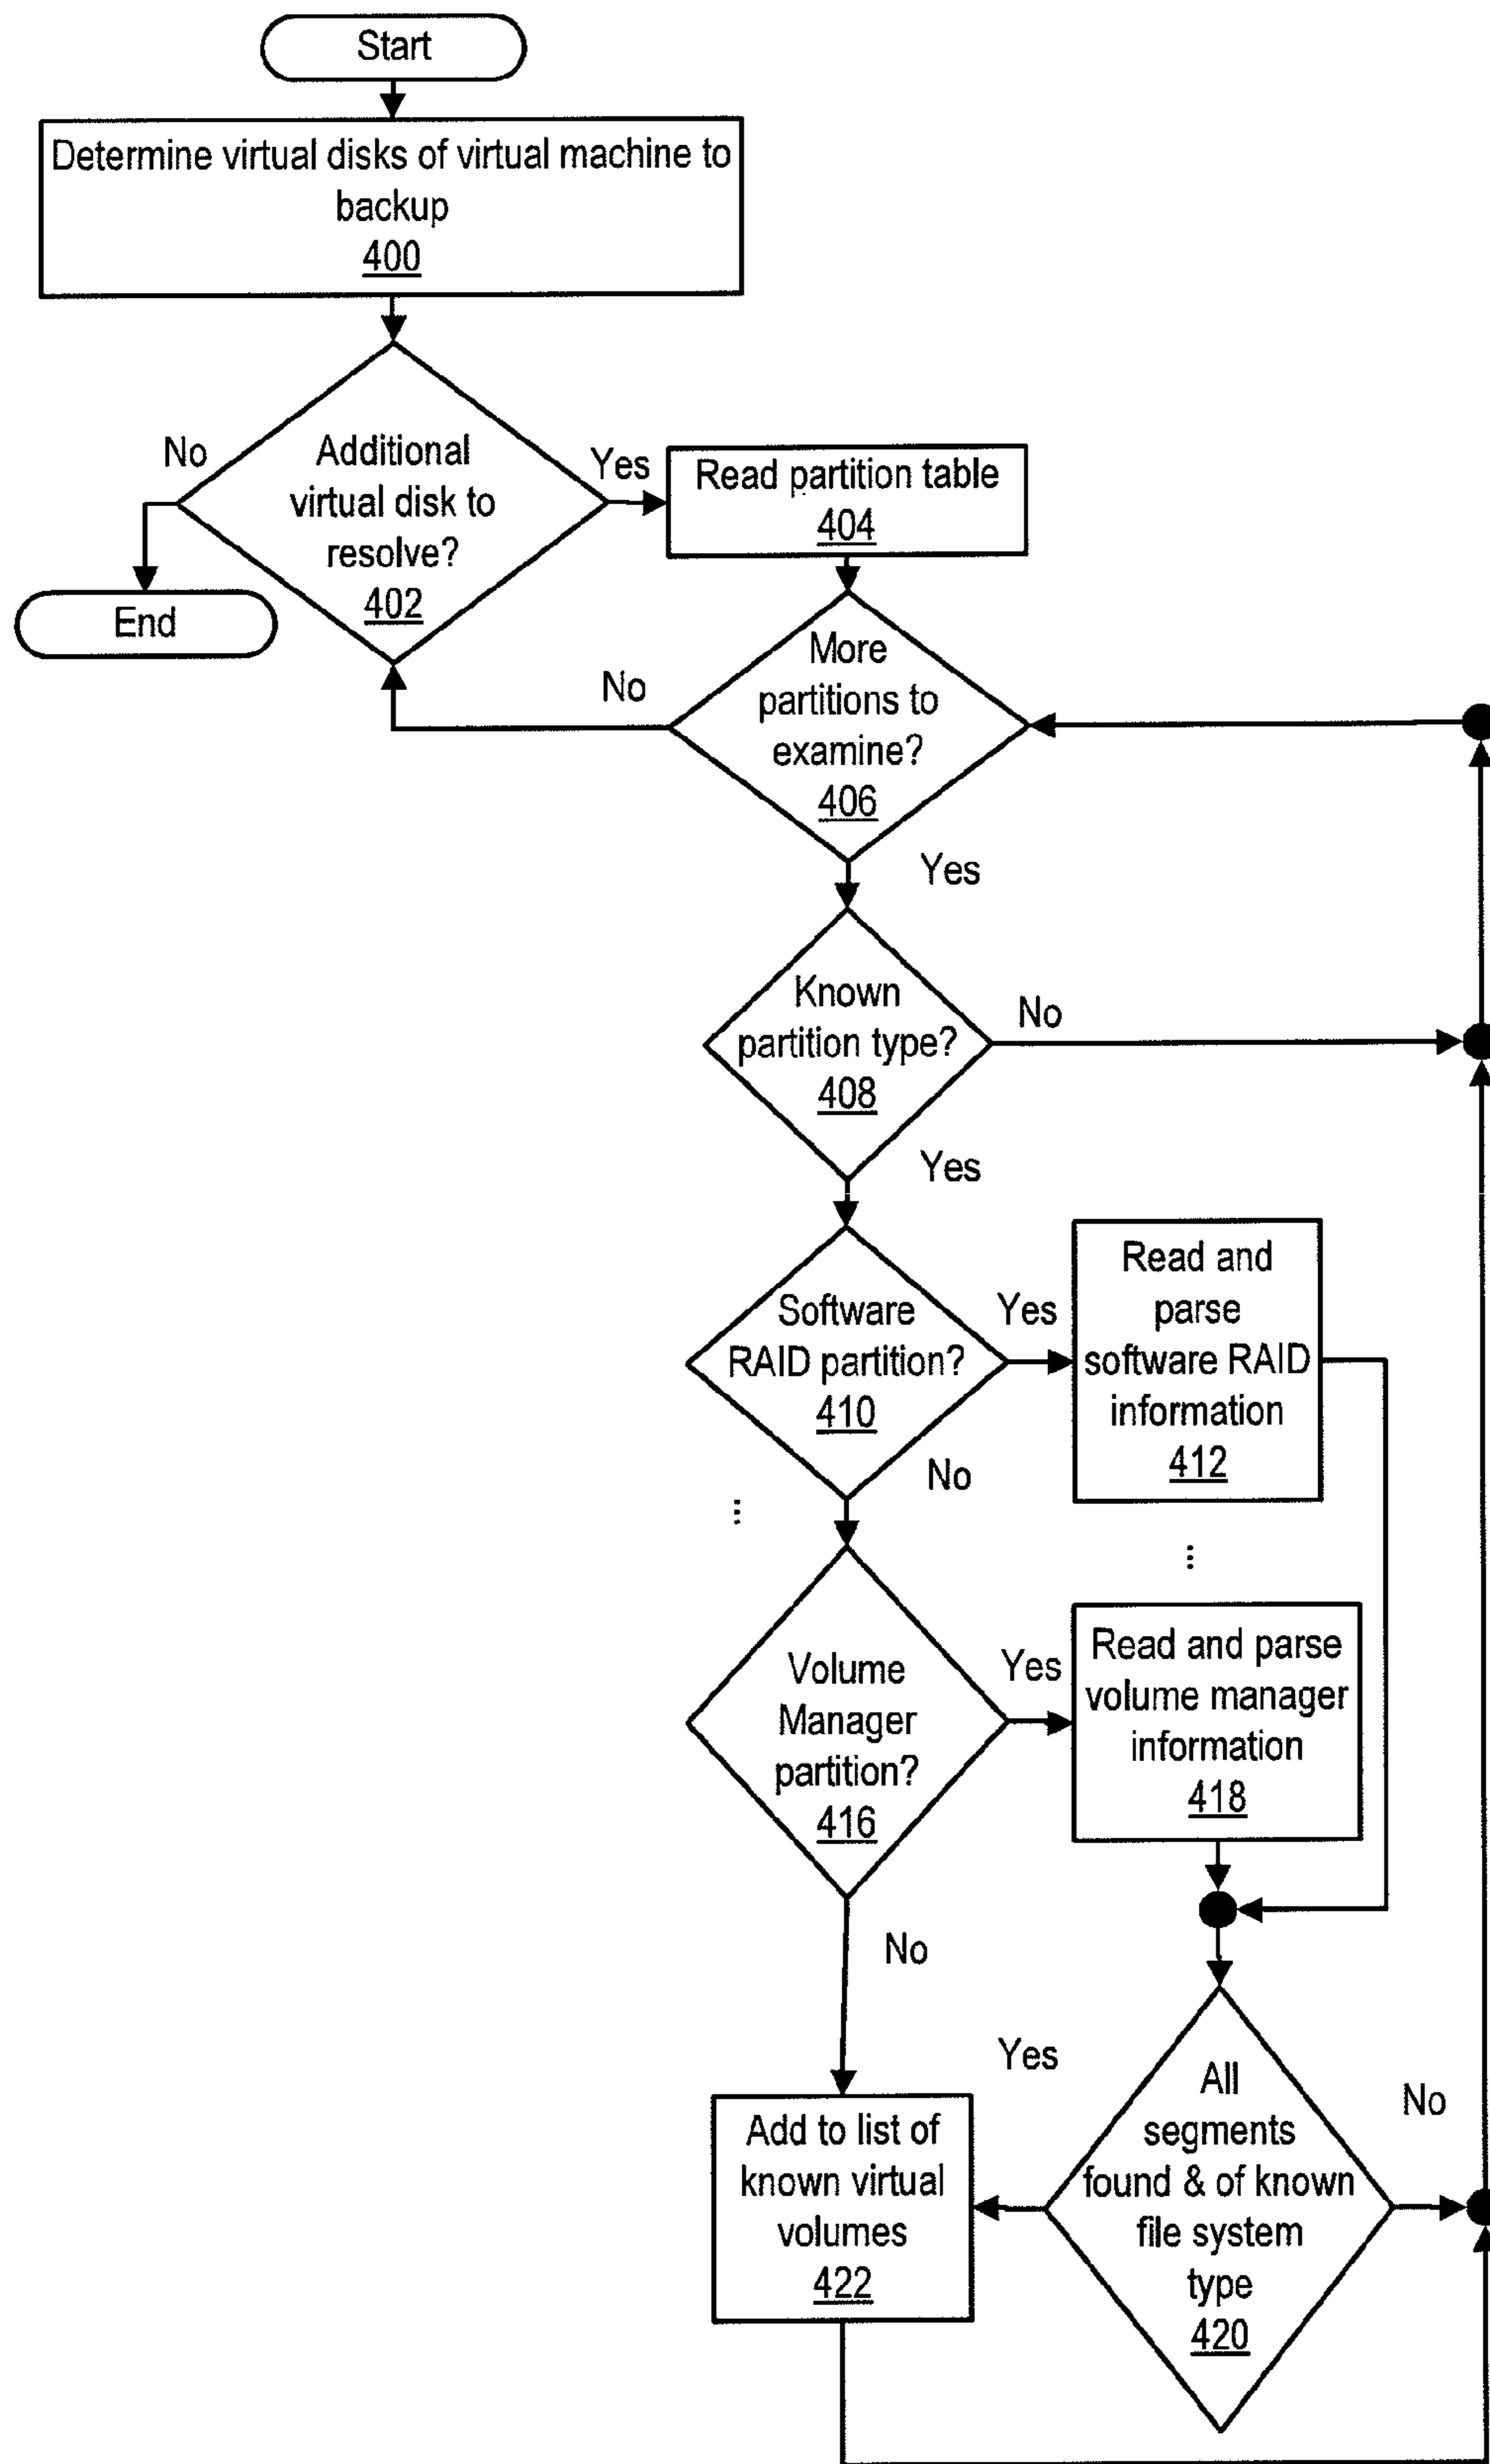 Start
Determine virtual disks of virtual machine to
backup
400
No
Additional
virtual disk to
resolve?
402
Yes
Read partition table
404
End
No
More
partitions to
examine?
406
Yes
Known
partition type?
408
No
Yes
Software
RAID partition?
410
Yes
Read and
parse
software RAID
information
412
No
...
...
Volume
Manager
partition?
416
Yes
Read and parse
volume manager
information
418
No
Yes
All
segments
found & of known
file system
type
420
No
Add to list of
known virtual
volumes
422